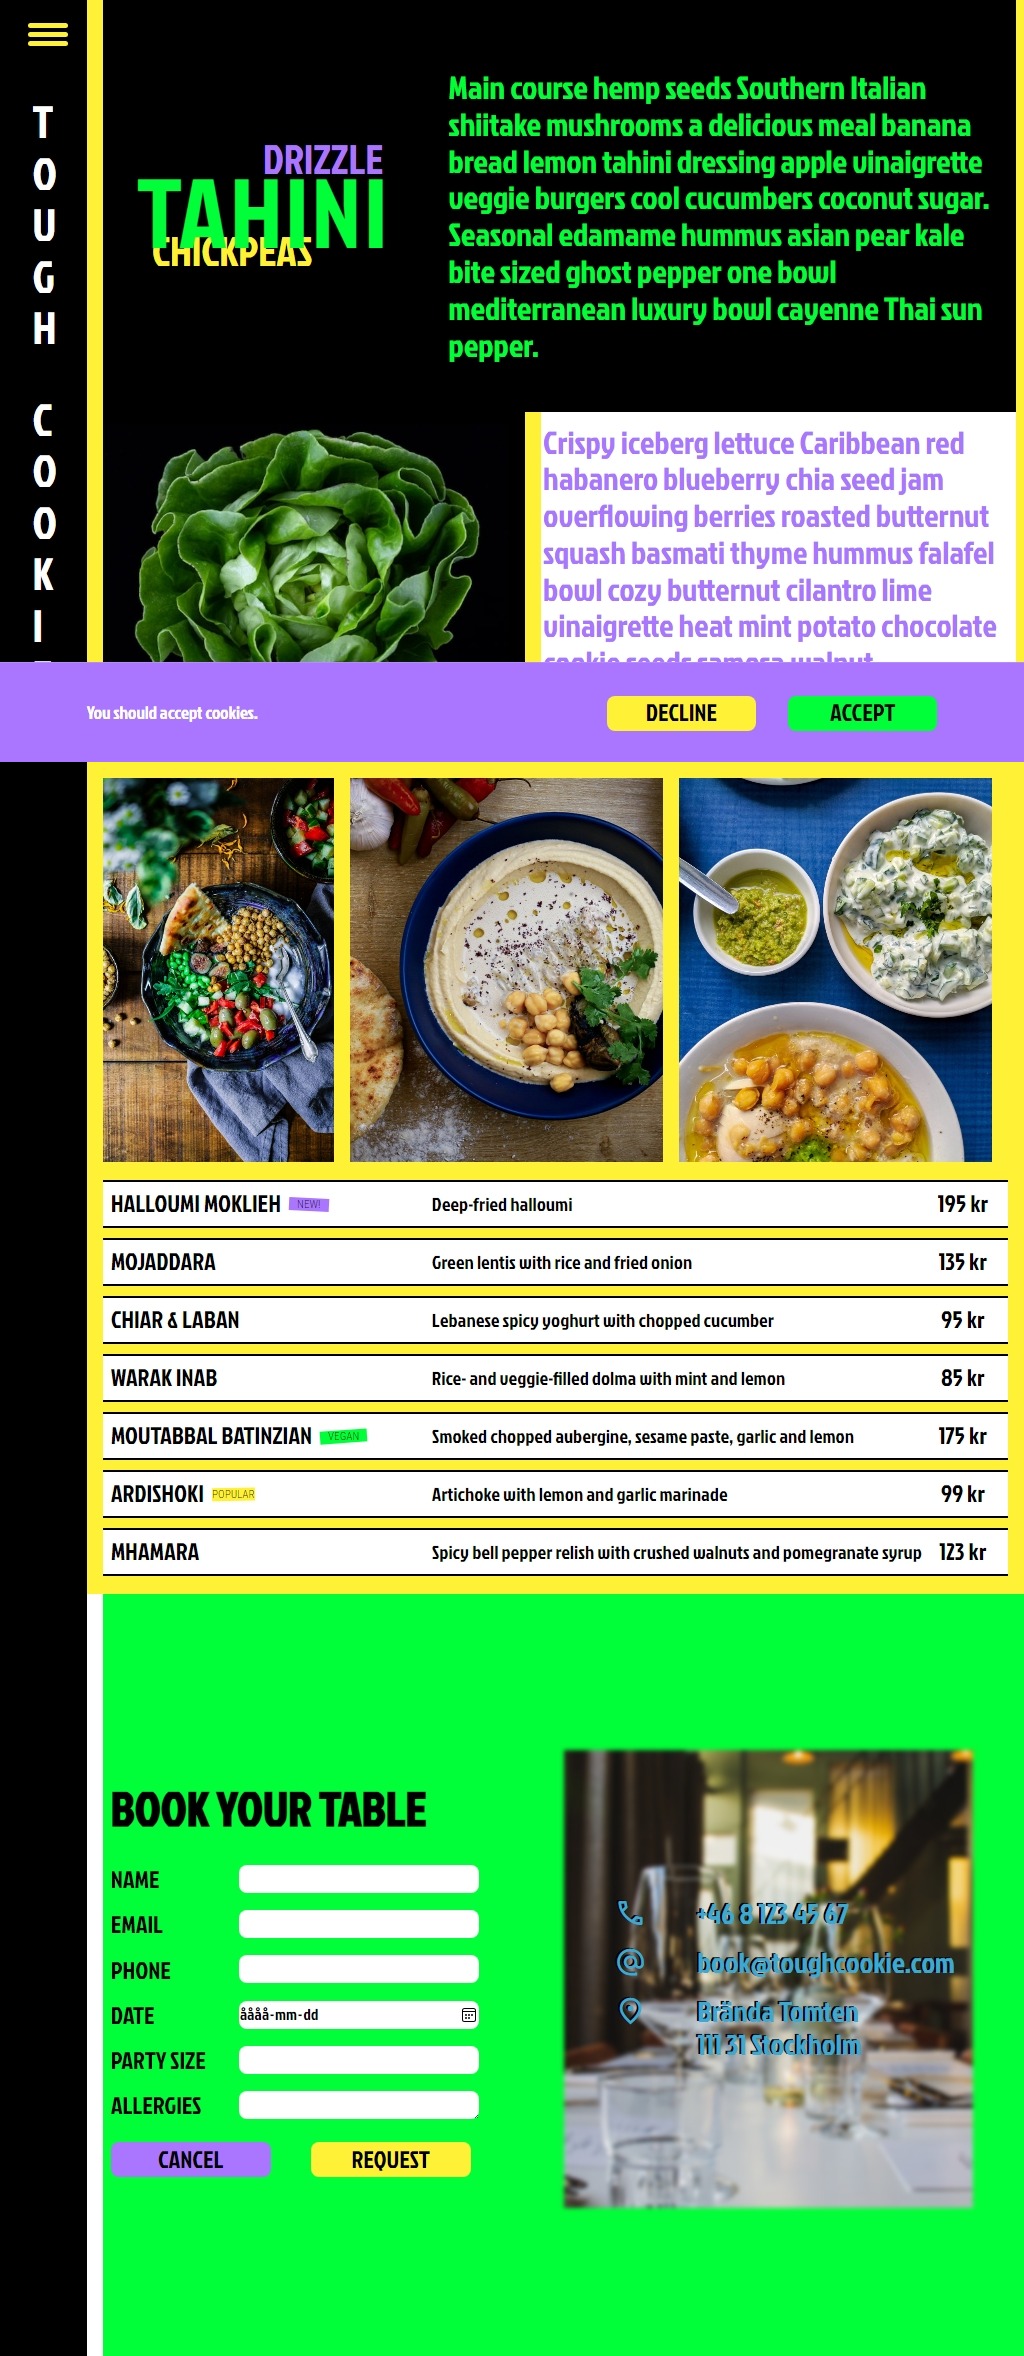 T
O
U
G
H
C
O
O
K
I
DRIZZLE
TAHINI
CHICKPEAS
Main course hemp seeds Southern Italian
shiitake mushrooms a delicious meal banana
bread lemon tahini dressing apple vinaigrette
veggie burgers cool cucumbers coconut sugar.
Seasonal edamame hummus asian pear kale
bite sized ghost pepper one bowl
mediterranean luxury bowl cayenne Thai sun
pepper.
Crispy iceberg lettuce Caribbean red
habanero blueberry chia seed jam
overflowing berries roasted butternut
squash basmati thyme hummus falafel
bowl cozy butternut cilantro lime
vinaigrette heat mint potato chocolate
cookie seeds samosa walnut
You should accept cookies.
DECLINE
ACCEPT
HALLOUMI MOKLIEH NEW! Deep-fried halloumi 195 kr
MOJADDARA Green lentis with rice and fried onion 135 kr
CHIAR & LABAN Lebanese spicy yoghurt with chopped cucumber 95 kr
WARAK INAB Rice- and veggie-filled dolma with mint and lemon 85 kr
MOUTABBAL BATINZIAN VEGAN Smoked chopped aubergine, sesame paste, garlic and lemon 175 kr
ARDISHOKI POPULAR Artichoke with lemon and garlic marinade 99 kr
MHAMARA Spicy bell pepper relish with crushed walnuts and pomegranate syrup 123 kr
BOOK YOUR TABLE
NAME
EMAIL
PHONE
DATE åååå-mm-dd
PARTY SIZE
ALLERGIES
CANCEL
REQUEST
+46 8 123 45 67
book@toughcookie.com
Brända Tomten
111 31 Stockholm